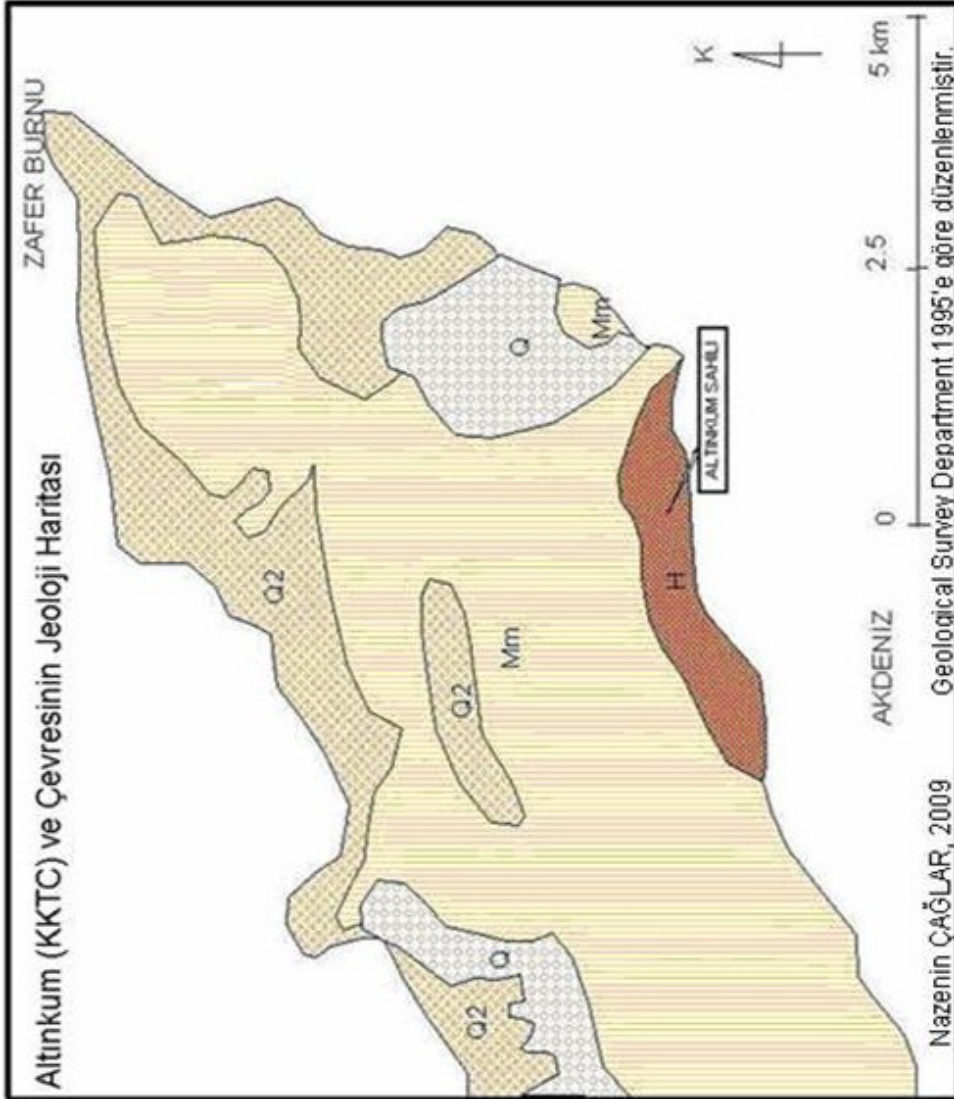 Altınkum (KKTC) ve Çevresinin Jeoloji Haritası
ZAFER BURNU
Q2
Q2
Q
Q2
Mm
Q
Mm
H
ALTINKUM SAHİLİ
K
AKDENİZ
0
2.5
5 km
Nazenin ÇAĞLAR, 2009
Geological Survey Department 1995'e göre düzenlenmiştir.